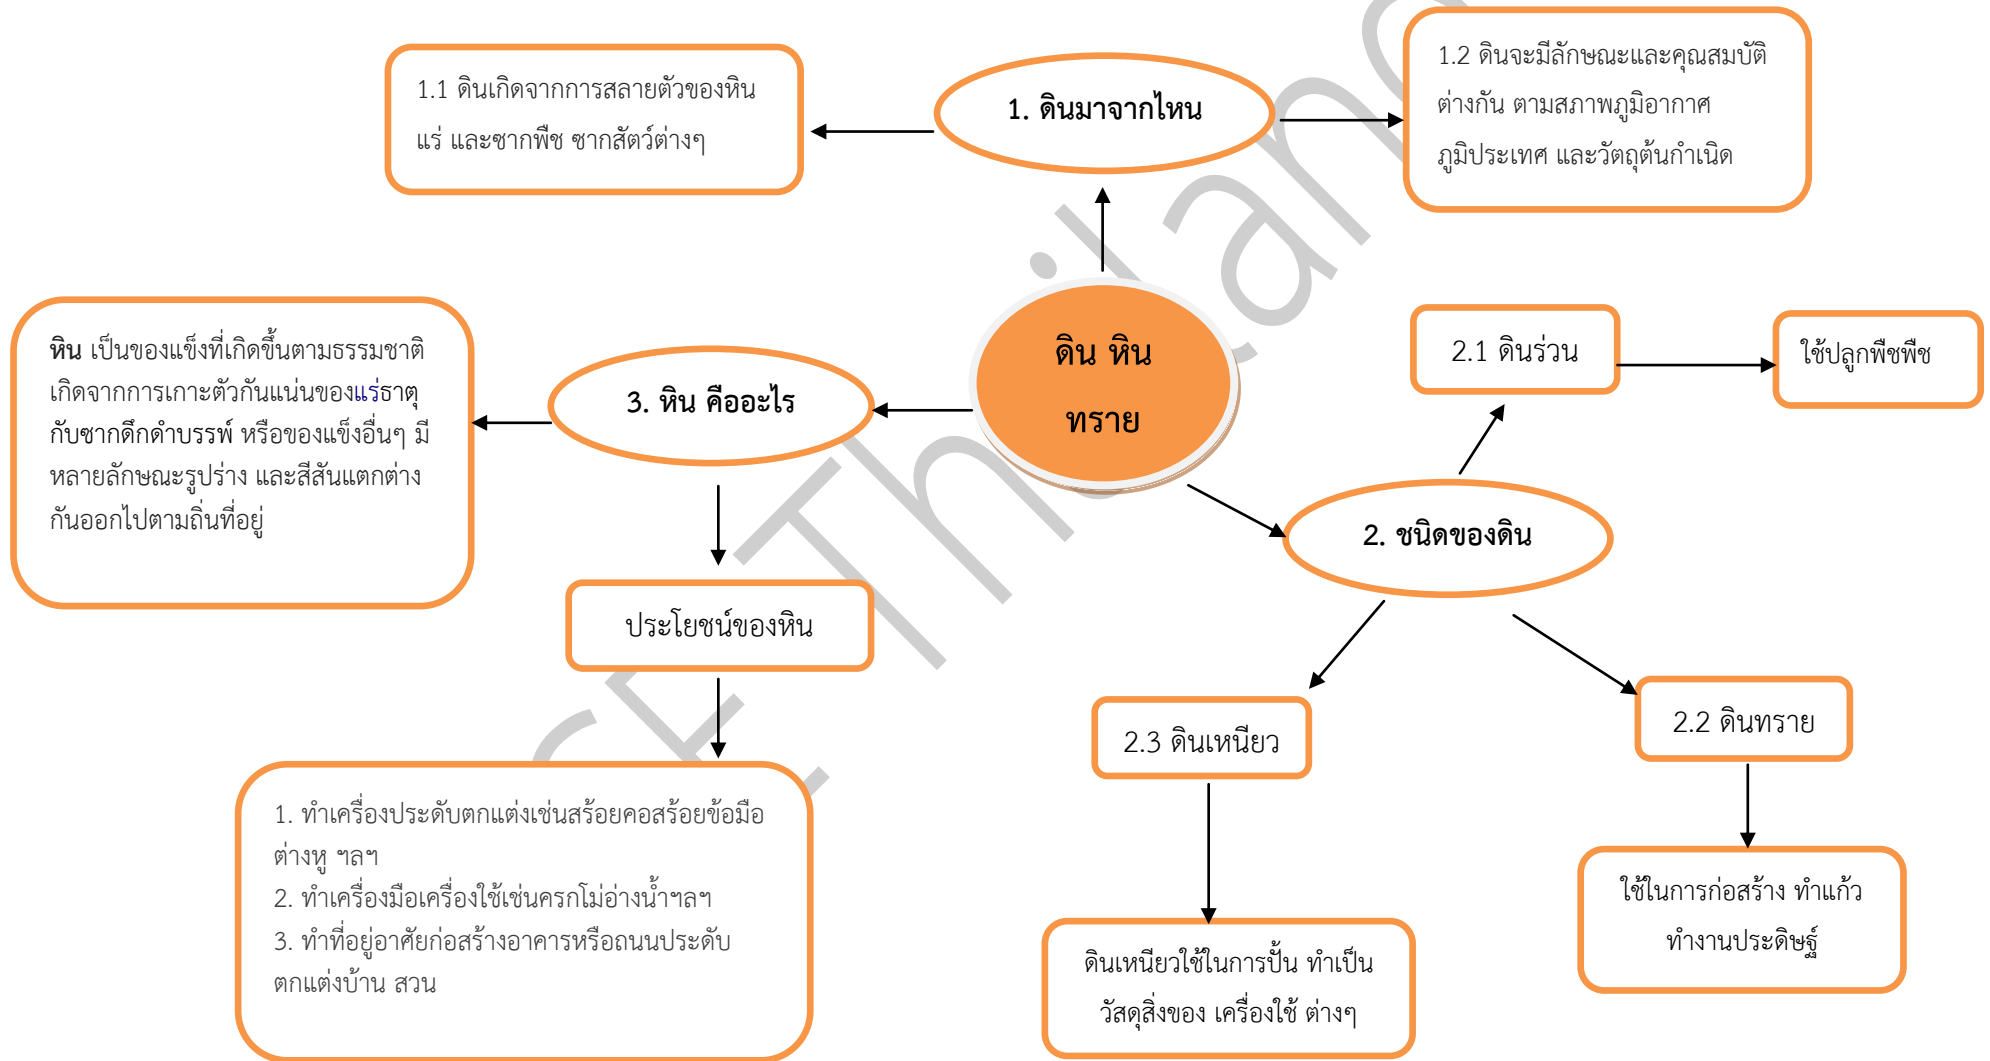 1.1 ดินเกิดจากการสลายตัวของหิน
แร่ และซากพืช ซากสัตว์ต่างๆ
1. ดินมาจากไหน
1.2 ดินจะมีลักษณะและคุณสมบัติ
ต่างกัน ตามสภาพภูมิอากาศ
ภูมิประเทศ และวัตถุต้นกำเนิด
ดิน หิน
ทราย
หิน เป็นของแข็งที่เกิดขึ้นตามธรรมชาติ
เกิดจากการเกาะตัวกันแน่นของแร่ธาตุ
กับซากดึกดำบรรพ์ หรือของแข็งอื่นๆ มี
หลายลักษณะรูปร่าง และสีสันแตกต่าง
กันออกไปตามถิ่นที่อยู่
3. หิน คืออะไร
2.1 ดินร่วน
ใช้ปลูกพืชพืช
2. ชนิดของดิน
ประโยชน์ของหิน
2.3 ดินเหนียว
2.2 ดินทราย
1. ทำเครื่องประดับตกแต่งเช่นสร้อยคอสร้อยข้อมือ
ต่างหู ฯลฯ
2. ทำเครื่องมือเครื่องใช้เช่นครกโม่อ่างน้ำฯลฯ
3. ทำที่อยู่อาศัยก่อสร้างอาคารหรือถนนประดับ
ตกแต่งบ้าน สวน
ดินเหนียวใช้ในการปั้น ทำเป็น
วัสดุสิ่งของ เครื่องใช้ ต่างๆ
ใช้ในการก่อสร้าง ทำแก้ว
ทำงานประดิษฐ์
Thailand